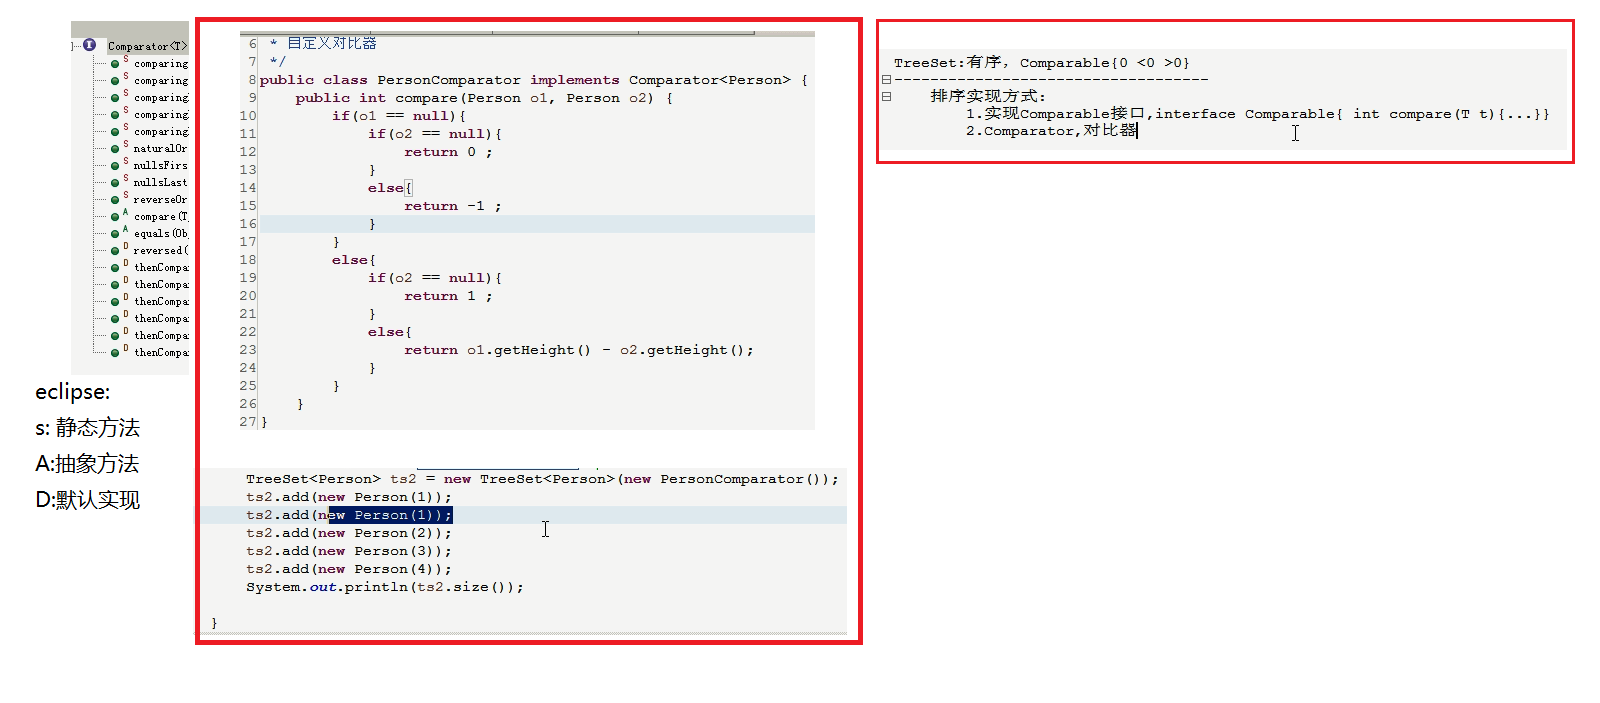 Comparator<T>
S comparing
S comparing
S comparing
S comparing
S comparing
S naturalOr
S nullsFirs
S nullsLast
S reverseOr
A compare(T,
A equals(Ob
D reversed(
D thenCompa
D thenCompa
D thenCompa
D thenCompa
D thenCompa
D thenCompa
eclipse:
s: 静态方法
A:抽象方法
D:默认实现
6 * 自定义对比器
7 */
8 public class PersonComparator implements Comparator<Person> {
9 public int compare(Person o1, Person o2) {
10 if(o1 == null){
11 if(o2 == null){
12 return 0 ;
13 }
14 else{
15 return -1 ;
16 }
17 }
18 else{
19 if(o2 == null){
20 return 1 ;
21 }
22 else{
23 return o1.getHeight() - o2.getHeight();
24 }
25 }
26 }
27 }
TreeSet<Person> ts2 = new TreeSet<Person>(new PersonComparator());
ts2.add(new Person(1));
ts2.add(new Person(1));
ts2.add(new Person(2));
ts2.add(new Person(3));
ts2.add(new Person(4));
System.out.println(ts2.size());
}
TreeSet:有序, Comparable{0 <0 >0}
-----------------------------------
排序实现方式:
1.实现Comparable接口,interface Comparable{ int compare(T t){...}}
2.Comparator,对比器